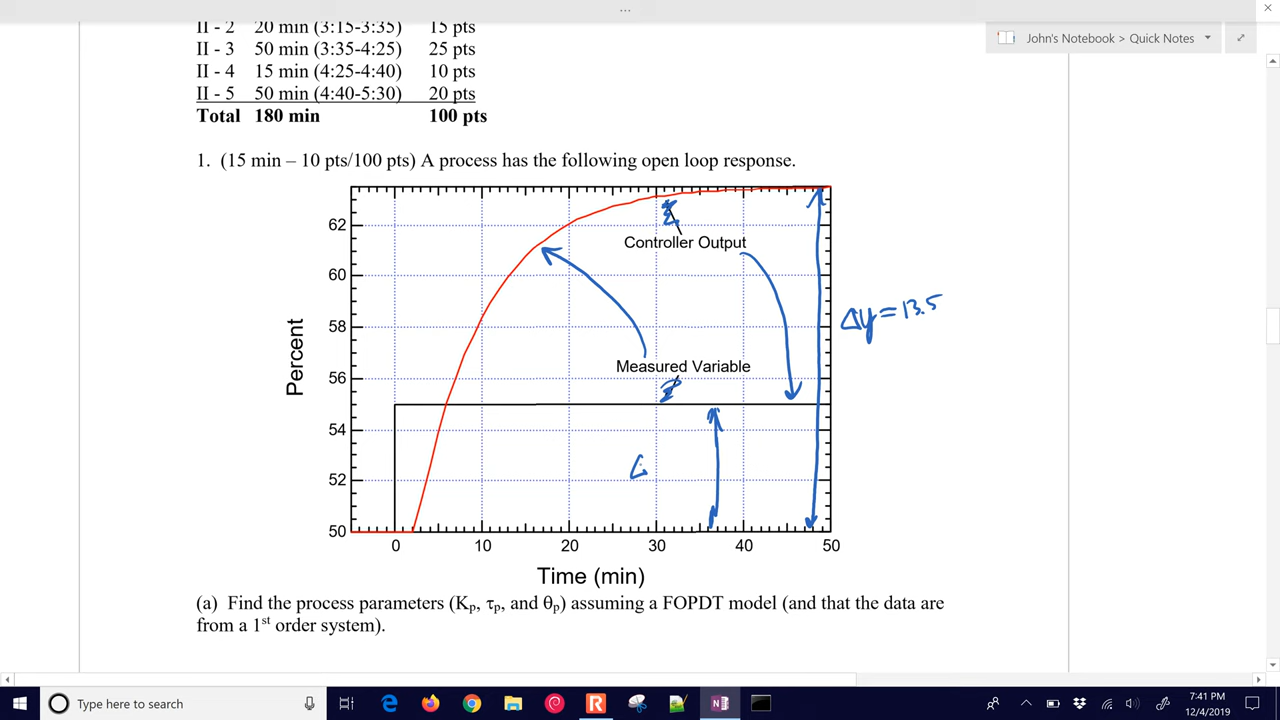 ...
John's Notebook > Quick Notes
II - 2 20 min (3:15-3:35) 15 pts
II - 3 50 min (3:35-4:25) 25 pts
II - 4 15 min (4:25-4:40) 10 pts
II - 5 50 min (4:40-5:30) 20 pts
Total 180 min 100 pts
1. (15 min – 10 pts/100 pts) A process has the following open loop response.
62
60
58
56
54
52
50
Percent
Controller Output
Measured Variable
Δy = 13.5
Δ
0 10 20 30 40 50
Time (min)
(a) Find the process parameters (Kp, τp, and θp) assuming a FOPDT model (and that the data are
from a 1st order system).
Type here to search
7:41 PM
12/4/2019